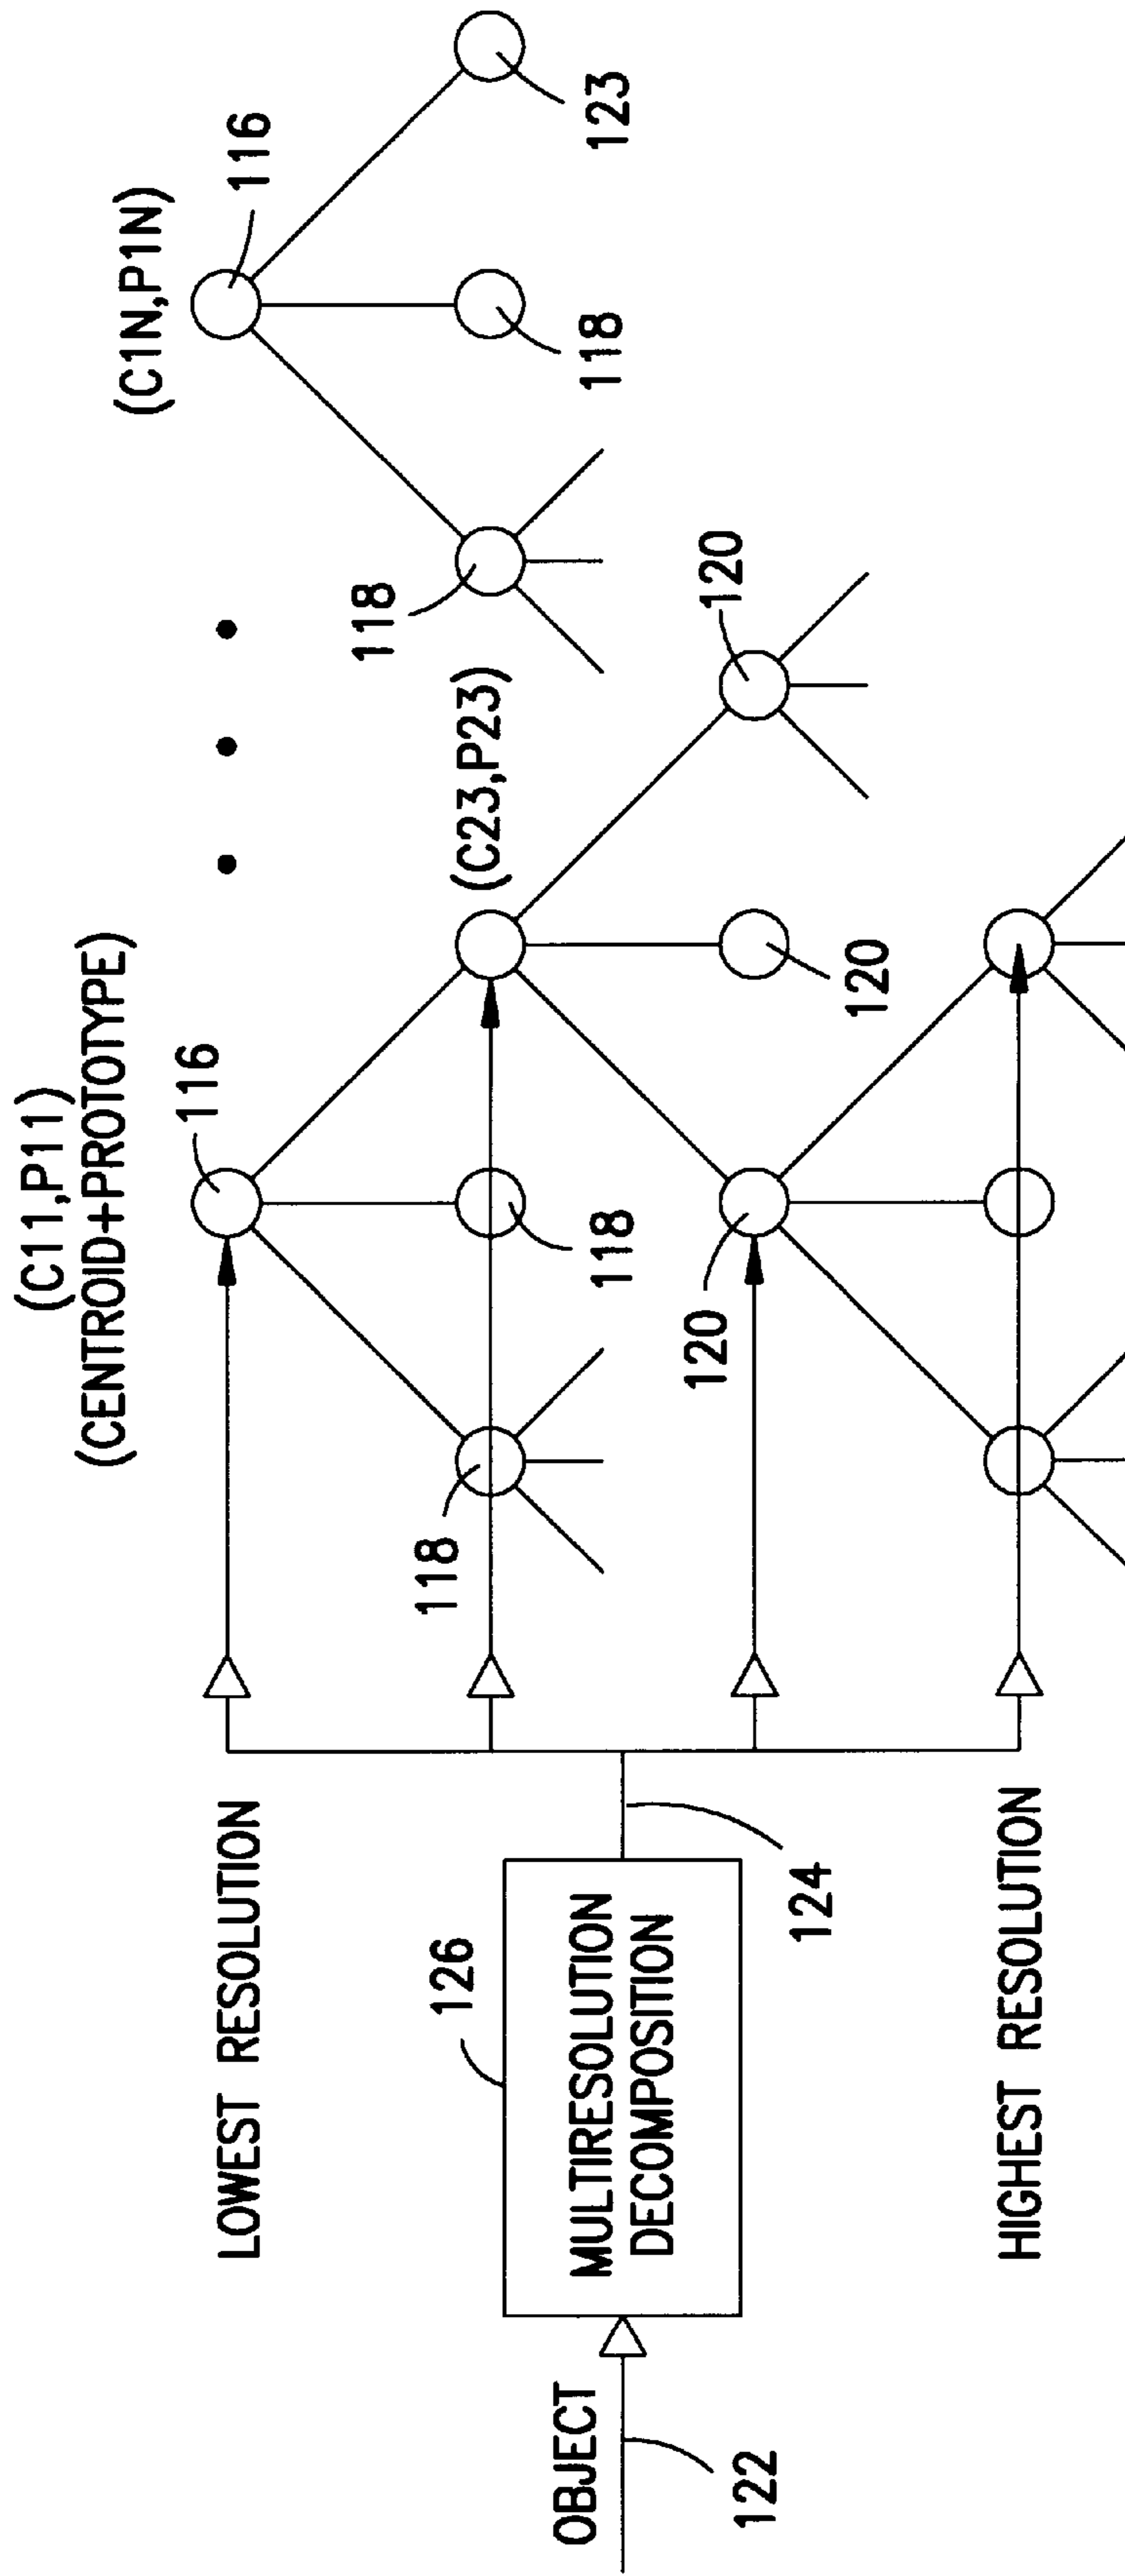 (C11,P11)
(CENTROID+PROTOTYPE)
(C1N,P1N)
116
116
LOWEST RESOLUTION
118
118
(C23,P23)
118
118
123
126
OBJECT
122
MULTIRESOLUTION
DECOMPOSITION
124
120
120
120
HIGHEST RESOLUTION